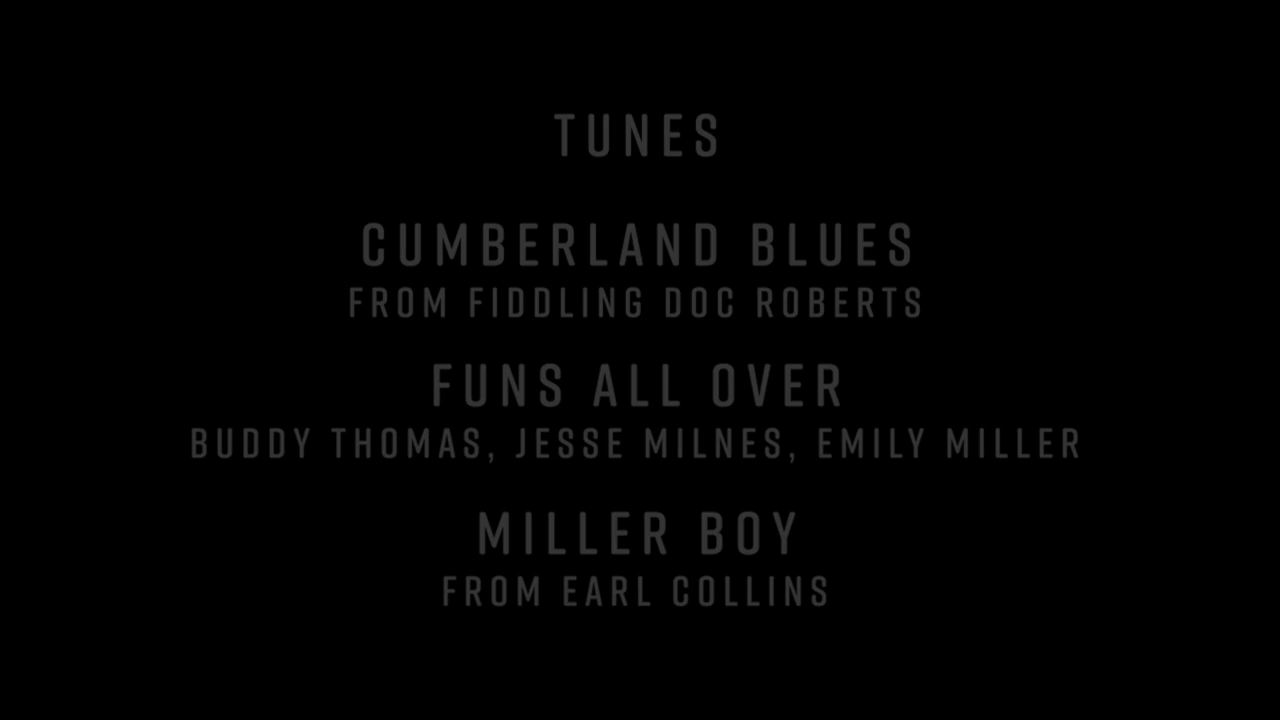 TUNES
CUMBERLAND BLUES
FROM FIDDLING DOC ROBERTS
FUNS ALL OVER
BUDDY THOMAS, JESSE MILNES, EMILY MILLER
MILLER BOY
FROM EARL COLLINS